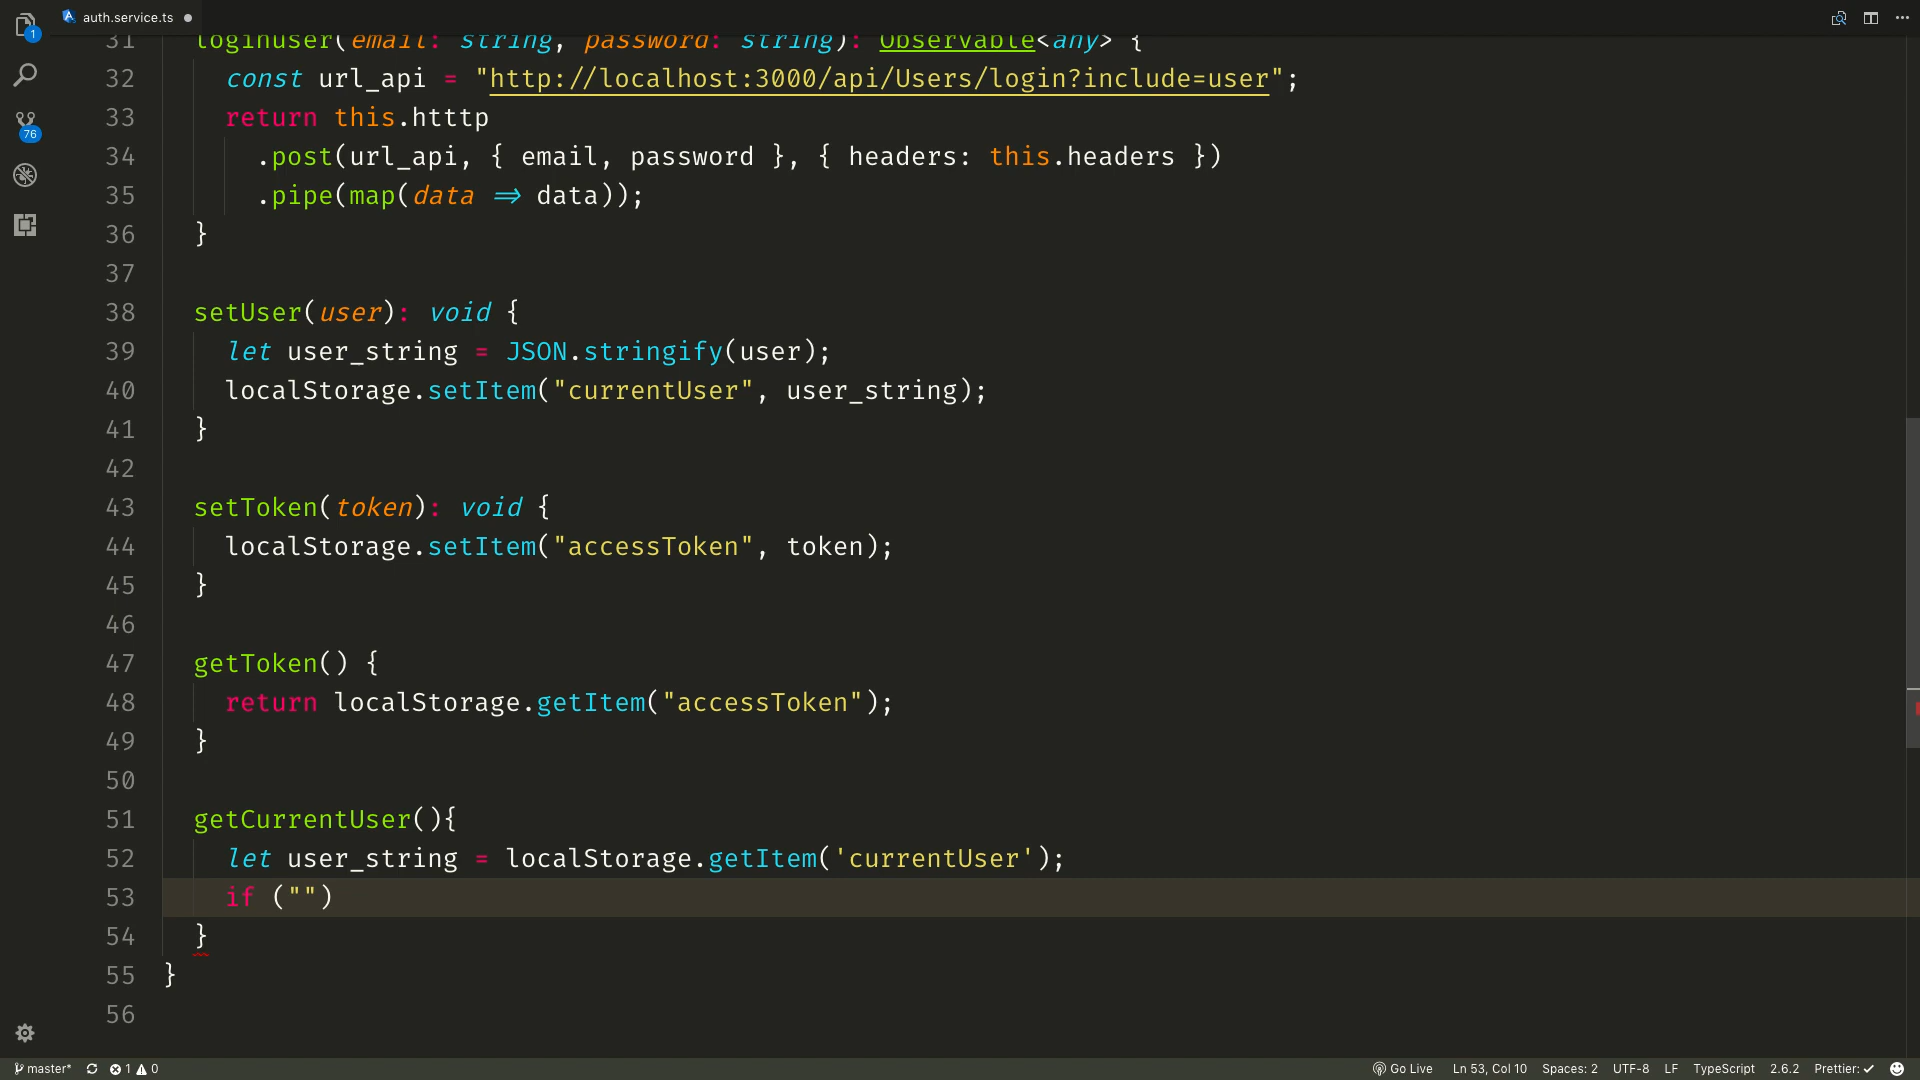 auth.service.ts
1
76
31 loginuser(email: string, password: string): Observable<any> {
32 const url_api = "http://localhost:3000/api/Users/login?include=user";
33 return this.htttp
34 .post(url_api, { email, password }, { headers: this.headers })
35 .pipe(map(data => data));
36 }
37
38 setUser(user): void {
39 let user_string = JSON.stringify(user);
40 localStorage.setItem("currentUser", user_string);
41 }
42
43 setToken(token): void {
44 localStorage.setItem("accessToken", token);
45 }
46
47 getToken() {
48 return localStorage.getItem("accessToken");
49 }
50
51 getCurrentUser(){
52 let user_string = localStorage.getItem('currentUser');
53 if ("")
54 }
55 }
56
master* 1 0 Go Live Ln 53, Col 10 Spaces: 2 UTF-8 LF TypeScript 2.6.2 Prettier: ✓